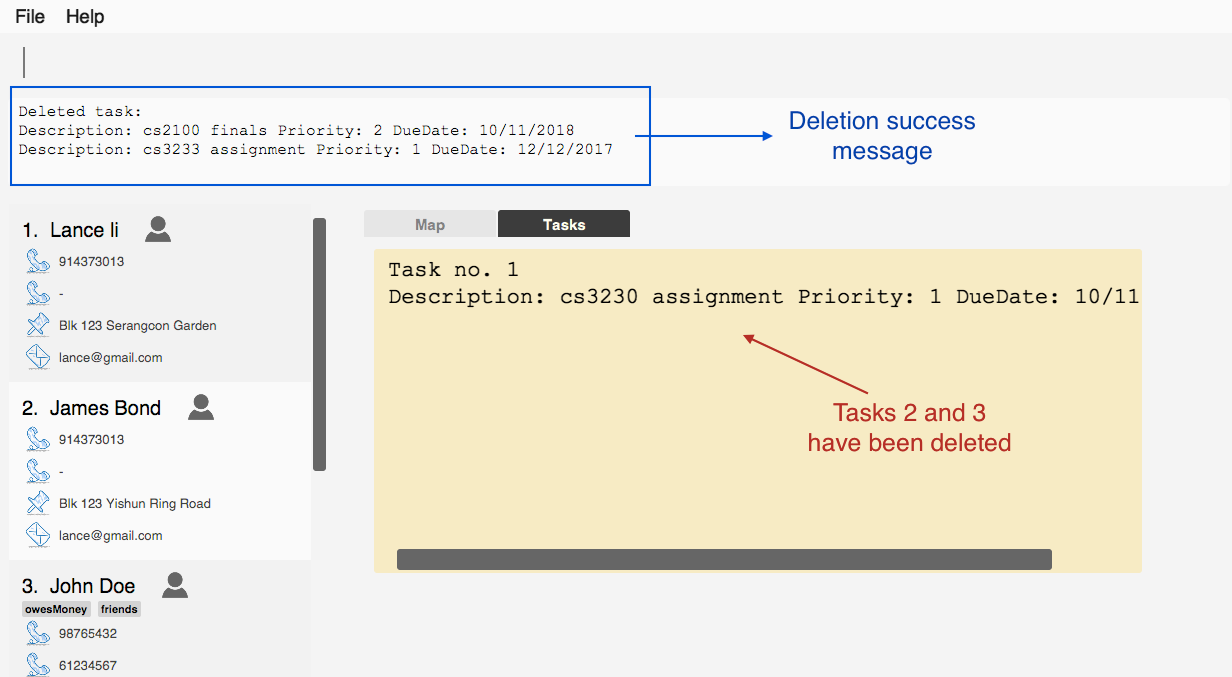 File Help
Deleted task:
Description: cs2100 finals Priority: 2 DueDate: 10/11/2018
Description: cs3233 assignment Priority: 1 DueDate: 12/12/2017
Deletion success
message
1. Lance li
914373013
-
Blk 123 Serangoon Garden
lance@gmail.com
2. James Bond
914373013
-
Blk 123 Yishun Ring Road
lance@gmail.com
3. John Doe
owesMoney friends
98765432
61234567
Map Tasks
Task no. 1
Description: cs3230 assignment Priority: 1 DueDate: 10/11
Tasks 2 and 3
have been deleted